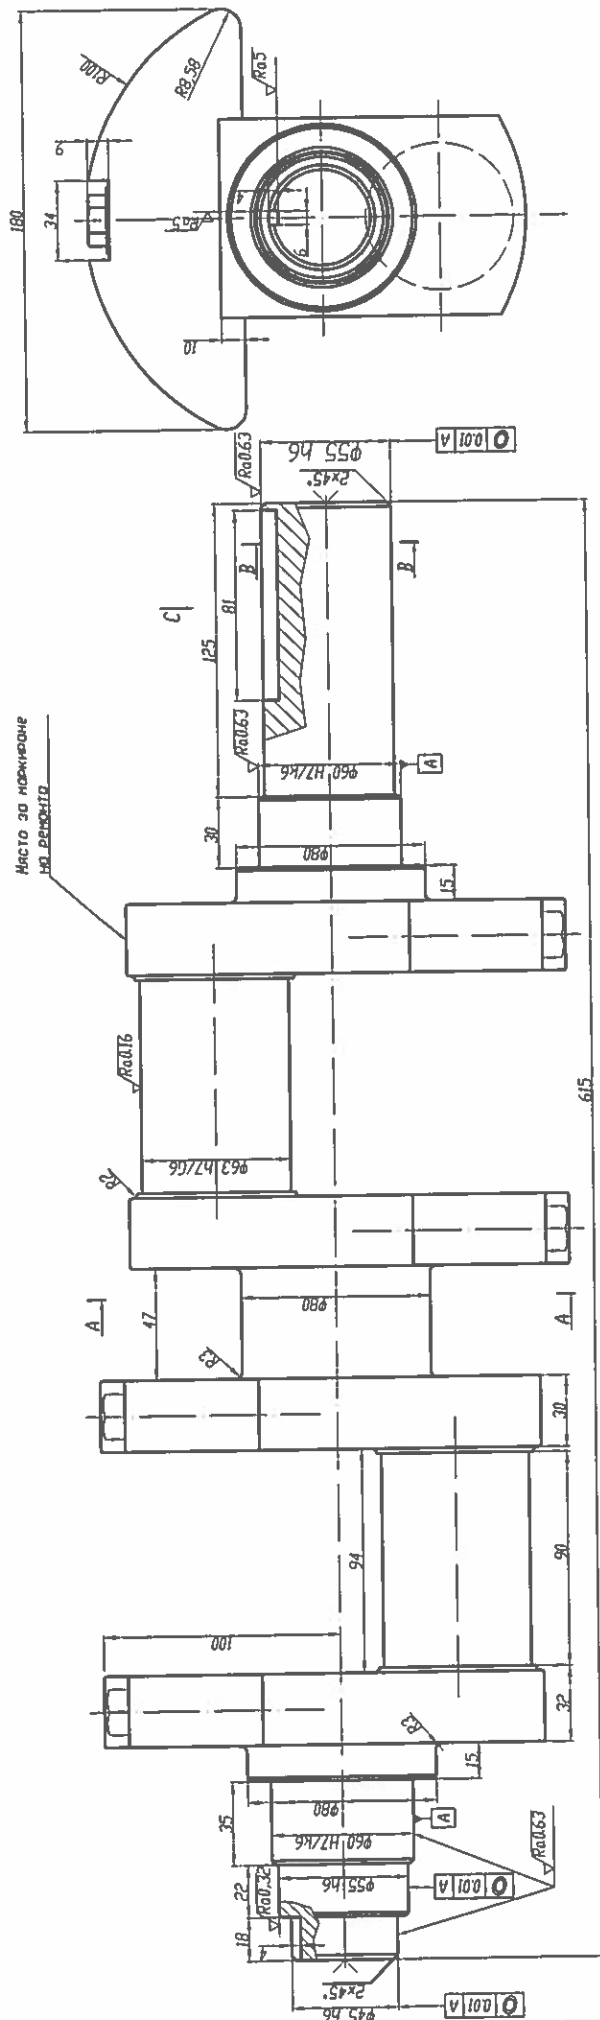 180
34
9
R100
R8.58
Ra5
Ra5
4
6
10
Ra0.63
Φ55 h6
2x45°
0.01 A
125
81
C
B
B
Ra0.63
Φ60 H7/k6
A
30
Φ80
15
Място за маркиране
на ремонта
Ra0.16
Φ63 h7/G6
R2
615
A
A
47
Φ80
R3
30
94
90
100
32
R3
15
35
Φ80
Φ60 H7/k6
A
22
Ra0.32
Φ55 h6
0.01 A
Ra0.63
18
4
2x45°
Φ45 h6
0.01 A